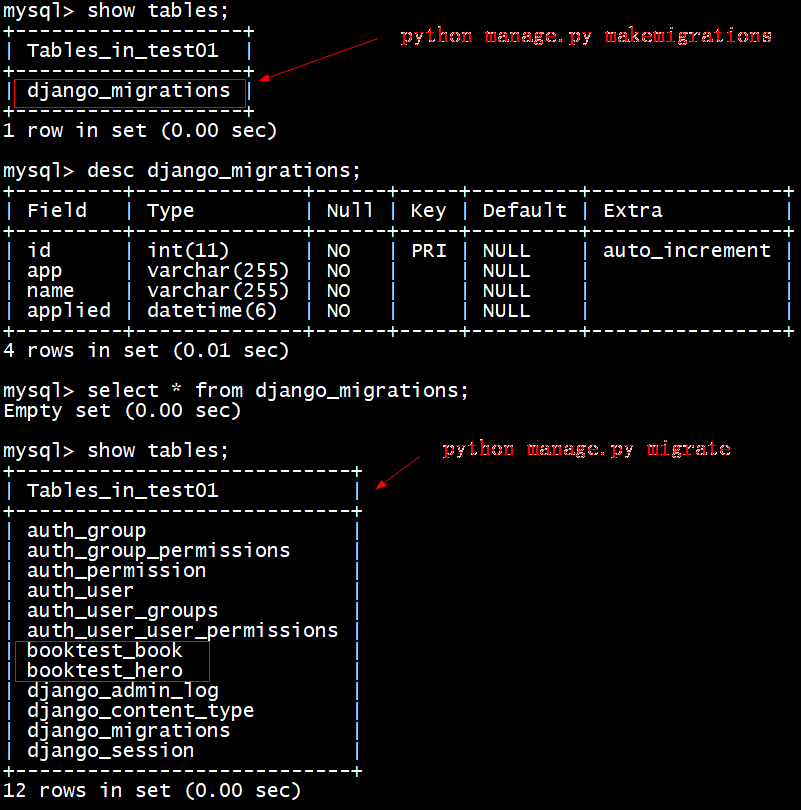 mysql> show tables;
+-------------------+
| Tables_in_test01  |
python manage.py makemigrations
+-------------------+
| django_migrations |
+-------------------+
1 row in set (0.00 sec)
mysql> desc django_migrations;
+---------+--------------+------+-----+---------+----------------+
| Field   | Type         | Null | Key | Default | Extra          |
+---------+--------------+------+-----+---------+----------------+
| id      | int(11)      | NO   | PRI | NULL    | auto_increment |
| app     | varchar(255) | NO   |     | NULL    |                |
| name    | varchar(255) | NO   |     | NULL    |                |
| applied | datetime(6)  | NO   |     | NULL    |                |
+---------+--------------+------+-----+---------+----------------+
4 rows in set (0.01 sec)
mysql> select * from django_migrations;
Empty set (0.00 sec)
mysql> show tables;
python manage.py migrate
+----------------------------+
| Tables_in_test01           |
+----------------------------+
| auth_group                 |
| auth_group_permissions     |
| auth_permission            |
| auth_user                  |
| auth_user_groups           |
| auth_user_user_permissions |
| booktest_book              |
| booktest_hero              |
| django_admin_log           |
| django_content_type        |
| django_migrations          |
| django_session             |
+----------------------------+
12 rows in set (0.00 sec)